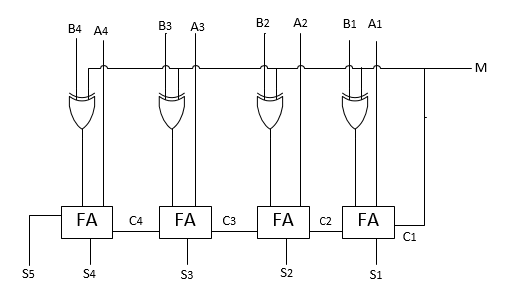 B4 A4 B3 A3 B2 A2 B1 A1
M
FA FA FA FA
C4 C3 C2 C1
S5 S4 S3 S2 S1